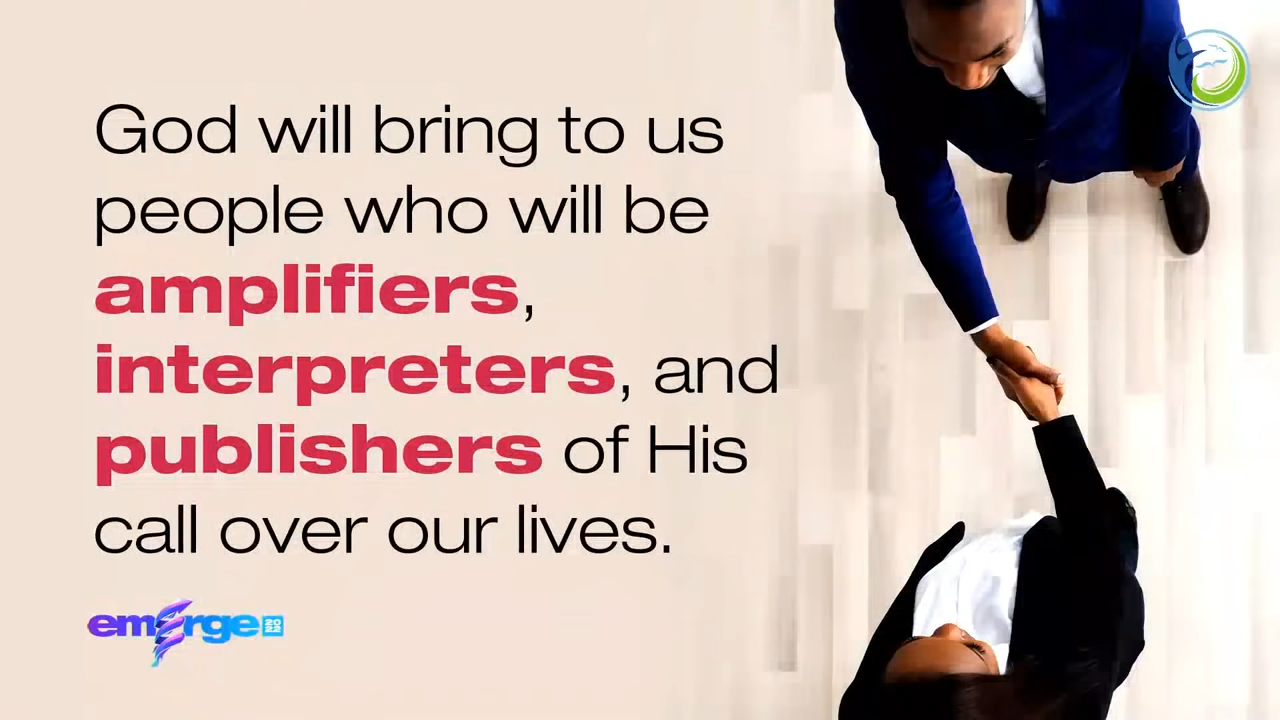 God will bring to us
people who will be
amplifiers,
interpreters, and
publishers of His
call over our lives.
emerge 2022